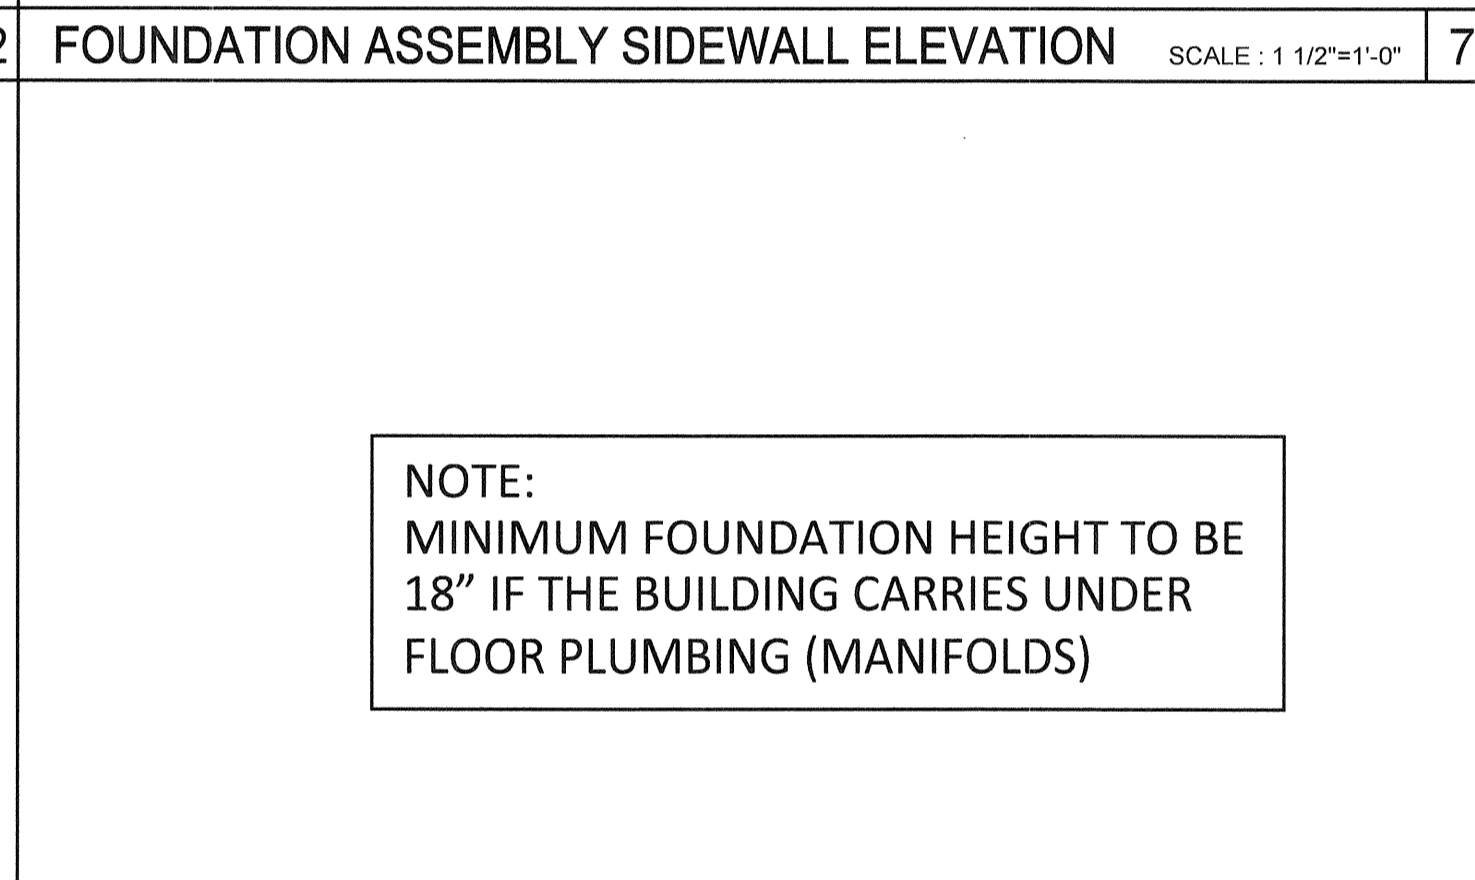 2
FOUNDATION ASSEMBLY SIDEWALL ELEVATION SCALE : 1 1/2"=1'-0" 7
NOTE:
MINIMUM FOUNDATION HEIGHT TO BE
18” IF THE BUILDING CARRIES UNDER
FLOOR PLUMBING (MANIFOLDS)